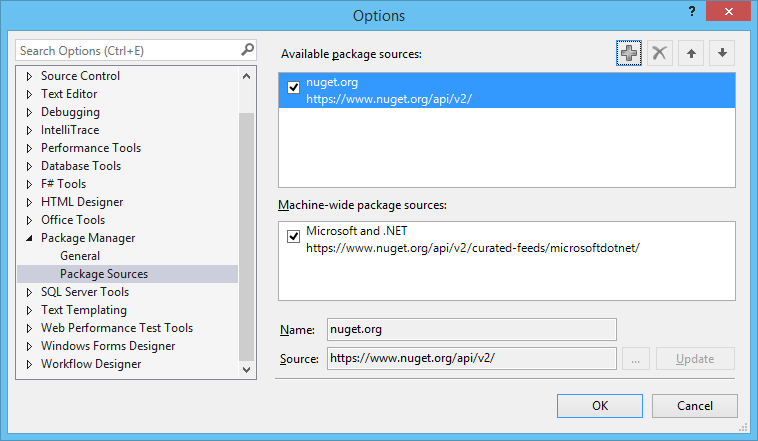 Options
?
Search Options (Ctrl+E)
Source Control
Text Editor
Debugging
IntelliTrace
Performance Tools
Database Tools
F# Tools
HTML Designer
Office Tools
Package Manager
General
Package Sources
SQL Server Tools
Text Templating
Web Performance Test Tools
Windows Forms Designer
Workflow Designer
Available package sources:
nuget.org
https://www.nuget.org/api/v2/
Machine-wide package sources:
Microsoft and .NET
https://www.nuget.org/api/v2/curated-feeds/microsoftdotnet/
Name: nuget.org
Source: https://www.nuget.org/api/v2/ ... Update
OK Cancel